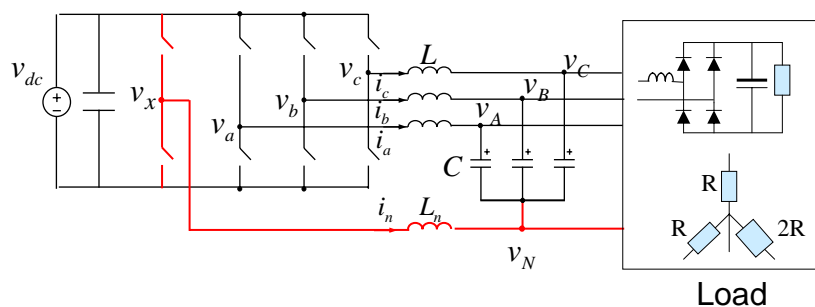 v_dc
v_x
v_a
v_b
v_c
L
i_c
i_b
i_a
v_C
v_B
v_A
C
i_n
L_n
v_N
R
R
2R
Load